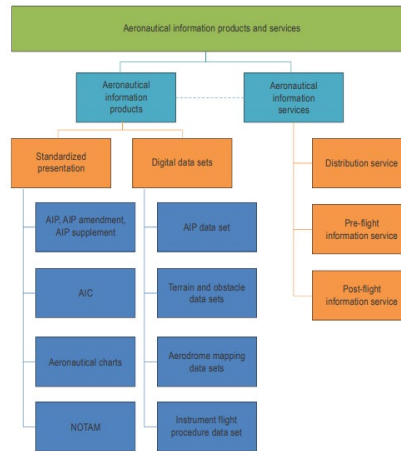 Aeronautical information products and services
Aeronautical
information
products
Aeronautical
information
services
Standardized
presentation
Digital data sets
Distribution service
AIP, AIP amendment,
AIP supplement
AIP data set
Pre-flight
information service
AIC
Terrain and obstacle
data sets
Post-flight
information service
Aeronautical charts
Aerodrome mapping
data sets
NOTAM
Instrument flight
procedure data set